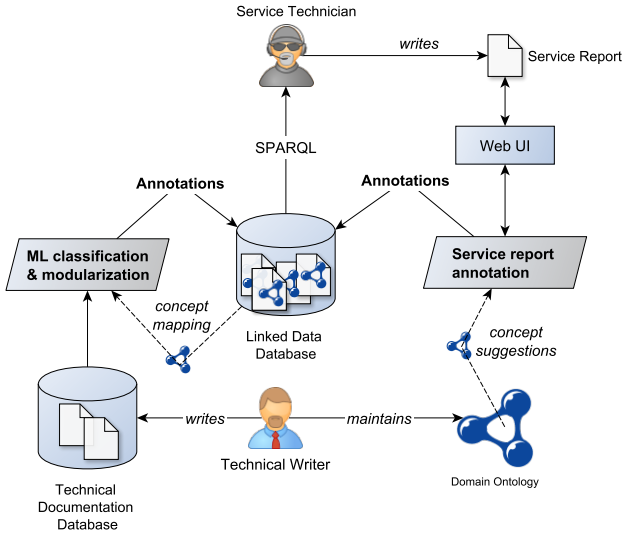 Service Technician
writes
Service Report
SPARQL
Web UI
Annotations
Annotations
ML classification
& modularization
Service report
annotation
concept
mapping
Linked Data
Database
concept
suggestions
writes
maintains
Technical Writer
Domain Ontology
Technical
Documentation
Database